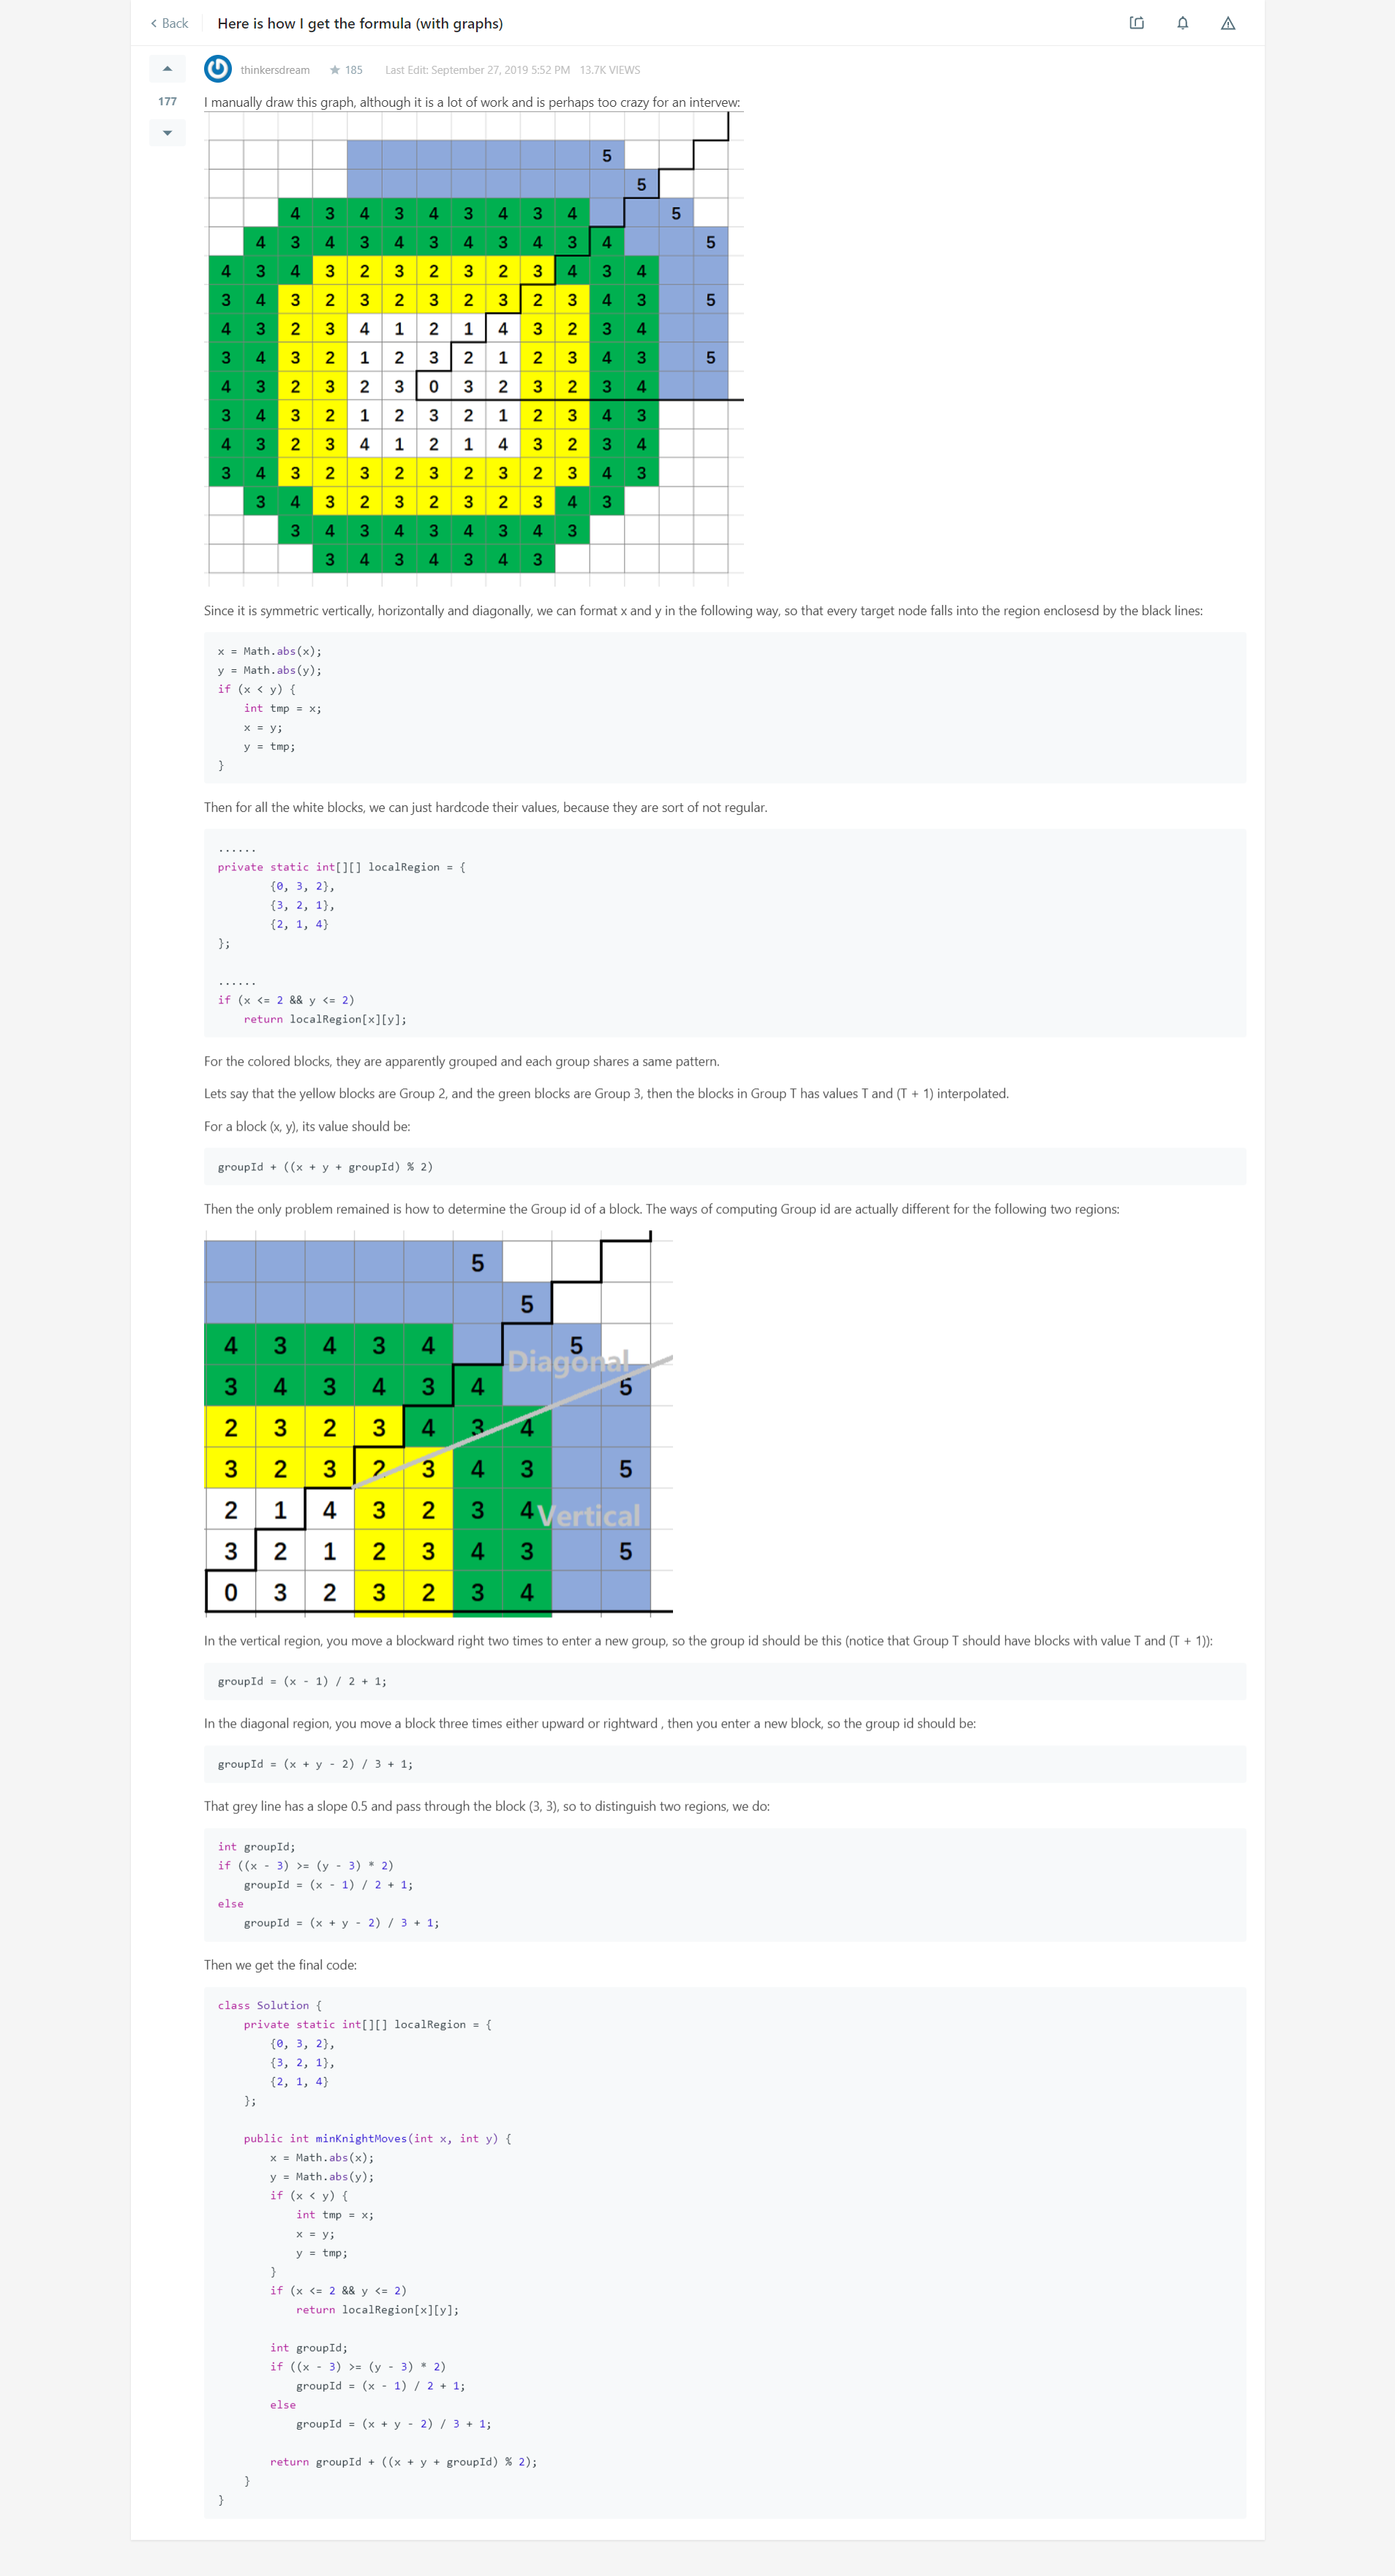 Back Here is how I get the formula (with graphs)
thinkersdream ★ 185 Last Edit: September 27, 2019 5:52 PM 13.7K VIEWS
177
I manually draw this graph, although it is a lot of work and is perhaps too crazy for an intervew:
5
5
4 3 4 3 4 3 4 3 4 5
4 3 4 3 4 3 4 3 4 3 4 5
4 3 4 3 2 3 2 3 2 3 4 3 4
3 4 3 2 3 2 3 2 3 2 3 4 3 5
4 3 2 3 4 1 2 1 4 3 2 3 4
3 4 3 2 1 2 3 2 1 2 3 4 3 5
4 3 2 3 2 3 0 3 2 3 2 3 4
3 4 3 2 1 2 3 2 1 2 3 4 3
4 3 2 3 4 1 2 1 4 3 2 3 4
3 4 3 2 3 2 3 2 3 2 3 4 3
3 4 3 2 3 2 3 2 3 4 3
3 4 3 4 3 4 3 4 3
3 4 3 4 3 4 3
Since it is symmetric vertically, horizontally and diagonally, we can format x and y in the following way, so that every target node falls into the region enclosesd by the black lines:
x = Math.abs(x);
y = Math.abs(y);
if (x < y) {
int tmp = x;
x = y;
y = tmp;
}
Then for all the white blocks, we can just hardcode their values, because they are sort of not regular.
......
private static int[][] localRegion = {
{0, 3, 2},
{3, 2, 1},
{2, 1, 4}
};
......
if (x <= 2 && y <= 2)
return localRegion[x][y];
For the colored blocks, they are apparently grouped and each group shares a same pattern.
Lets say that the yellow blocks are Group 2, and the green blocks are Group 3, then the blocks in Group T has values T and (T + 1) interpolated.
For a block (x, y), its value should be:
groupId + ((x + y + groupId) % 2)
Then the only problem remained is how to determine the Group id of a block. The ways of computing Group id are actually different for the following two regions:
5
5
4 3 4 3 4 5
Diagonal
3 4 3 4 3 4 5
2 3 2 3 4 3 4
3 2 3 2 3 4 3 5
2 1 4 3 2 3 4 Vertical
3 2 1 2 3 4 3 5
0 3 2 3 2 3 4
In the vertical region, you move a blockward right two times to enter a new group, so the group id should be this (notice that Group T should have blocks with value T and (T + 1)):
groupId = (x - 1) / 2 + 1;
In the diagonal region, you move a block three times either upward or rightward , then you enter a new block, so the group id should be:
groupId = (x + y - 2) / 3 + 1;
That grey line has a slope 0.5 and pass through the block (3, 3), so to distinguish two regions, we do:
int groupId;
if ((x - 3) >= (y - 3) * 2)
groupId = (x - 1) / 2 + 1;
else
groupId = (x + y - 2) / 3 + 1;
Then we get the final code:
class Solution {
private static int[][] localRegion = {
{0, 3, 2},
{3, 2, 1},
{2, 1, 4}
};
public int minKnightMoves(int x, int y) {
x = Math.abs(x);
y = Math.abs(y);
if (x < y) {
int tmp = x;
x = y;
y = tmp;
}
if (x <= 2 && y <= 2)
return localRegion[x][y];
int groupId;
if ((x - 3) >= (y - 3) * 2)
groupId = (x - 1) / 2 + 1;
else
groupId = (x + y - 2) / 3 + 1;
return groupId + ((x + y + groupId) % 2);
}
}